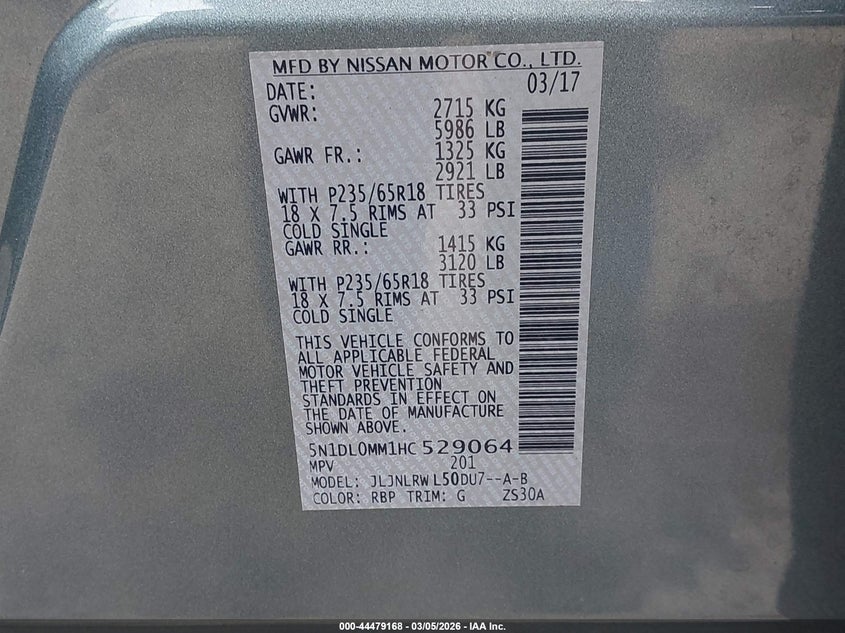 MFD BY NISSAN MOTOR CO., LTD.
DATE: 03/17
GVWR: 2715 KG
5986 LB
GAWR FR.: 1325 KG
2921 LB
WITH P235/65R18 TIRES
18 X 7.5 RIMS AT 33 PSI
COLD SINGLE
GAWR RR.: 1415 KG
3120 LB
WITH P235/65R18 TIRES
18 X 7.5 RIMS AT 33 PSI
COLD SINGLE
THIS VEHICLE CONFORMS TO
ALL APPLICABLE FEDERAL
MOTOR VEHICLE SAFETY AND
THEFT PREVENTION
STANDARDS IN EFFECT ON
THE DATE OF MANUFACTURE
SHOWN ABOVE.
5N1DL0MM1HC 529064
MPV 201
MODEL: JLJNLRW L50DU7--A-B
COLOR: RBP TRIM: G ZS30A
000-44479168 - 03/05/2026 - IAA Inc.